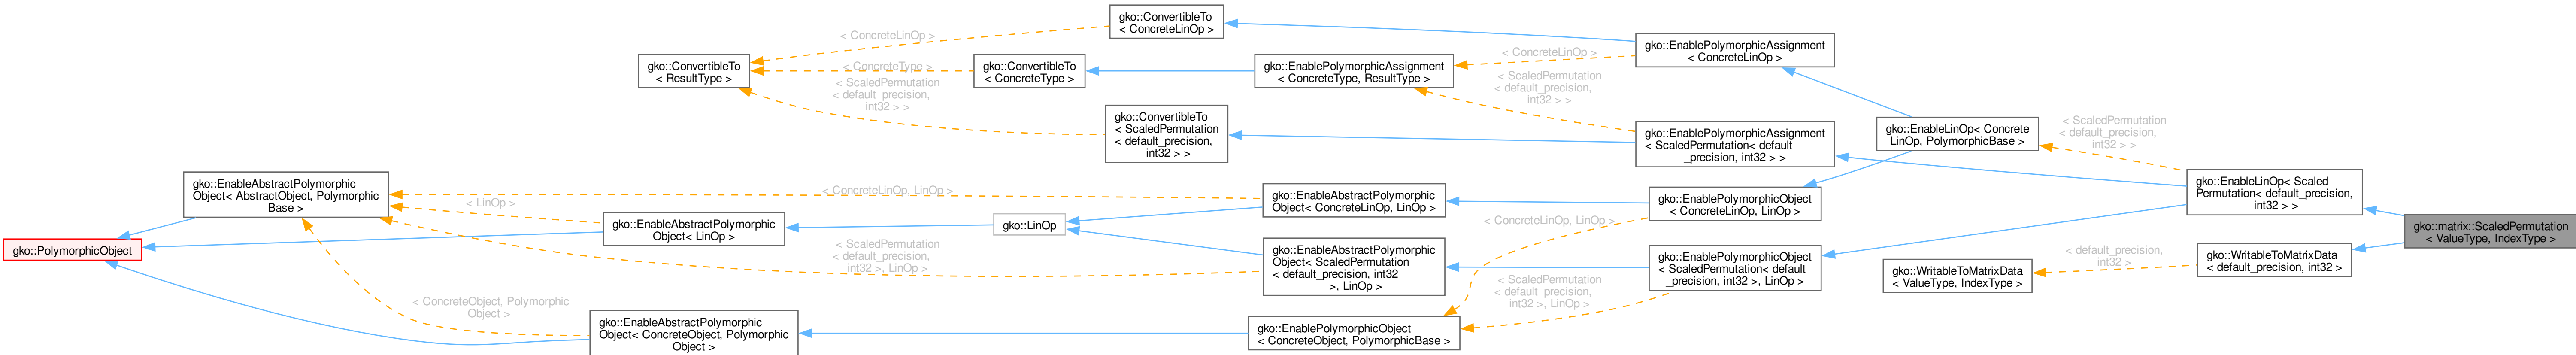 gko::ConvertibleTo
< ConcreteLinOp >
< ConcreteLinOp >
gko::EnablePolymorphicAssignment
< ConcreteLinOp >
gko::ConvertibleTo
< ResultType >
< ConcreteType >
gko::ConvertibleTo
< ConcreteType >
gko::EnablePolymorphicAssignment
< ConcreteType, ResultType >
< ConcreteLinOp >
< ScaledPermutation
< default_precision,
int32 > >
< ScaledPermutation
< default_precision,
int32 > >
gko::ConvertibleTo
< ScaledPermutation
< default_precision,
int32 > >
gko::EnablePolymorphicAssignment
< ScaledPermutation< default
_precision, int32 > >
gko::EnableLinOp< Concrete
LinOp, PolymorphicBase >
< ScaledPermutation
< default_precision,
int32 > >
gko::EnableLinOp< Scaled
Permutation< default_precision,
int32 > >
gko::EnableAbstractPolymorphic
Object< AbstractObject, Polymorphic
Base >
< ConcreteLinOp, LinOp >
< LinOp >
gko::EnableAbstractPolymorphic
Object< ConcreteLinOp, LinOp >
gko::EnablePolymorphicObject
< ConcreteLinOp, LinOp >
gko::PolymorphicObject
gko::EnableAbstractPolymorphic
Object< LinOp >
gko::LinOp
< ConcreteLinOp, LinOp >
gko::matrix::ScaledPermutation
< ValueType, IndexType >
< ScaledPermutation
< default_precision,
int32 >, LinOp >
gko::EnableAbstractPolymorphic
Object< ScaledPermutation
< default_precision, int32
>, LinOp >
gko::EnablePolymorphicObject
< ScaledPermutation< default
_precision, int32 >, LinOp >
gko::WritableToMatrixData
< ValueType, IndexType >
< default_precision,
int32 >
gko::WritableToMatrixData
< default_precision, int32 >
< ScaledPermutation
< default_precision,
int32 >, LinOp >
< ConcreteObject, Polymorphic
Object >
gko::EnableAbstractPolymorphic
Object< ConcreteObject, Polymorphic
Object >
gko::EnablePolymorphicObject
< ConcreteObject, PolymorphicBase >